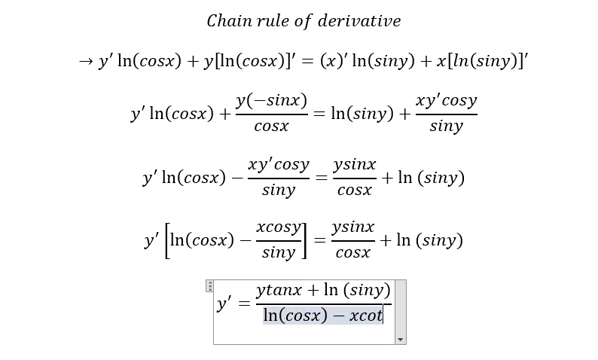 Chain rule of derivative
→ y′ ln(cosx) + y[ln(cosx)]′ = (x)′ ln(siny) + x[ln(siny)]′
y′ ln(cosx) + y(−sinx)/cosx = ln(siny) + xy′cosy/siny
y′ ln(cosx) − xy′cosy/siny = ysinx/cosx + ln (siny)
y′ [ln(cosx) − xcosy/siny] = ysinx/cosx + ln (siny)
y′ = ytanx + ln (siny)/ln(cosx) − xcot